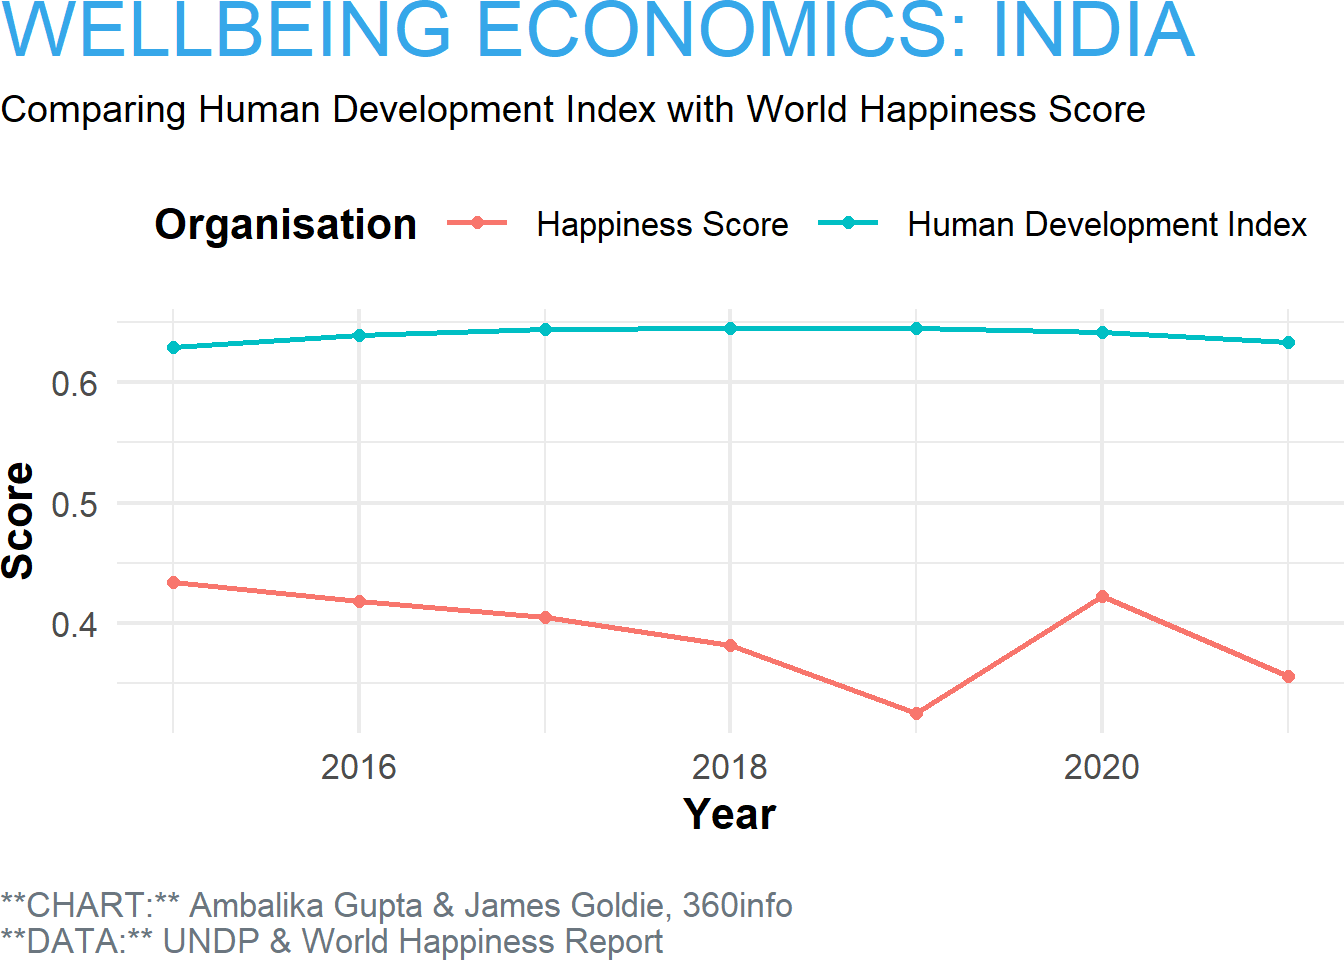 WELLBEING ECONOMICS: INDIA
Comparing Human Development Index with World Happiness Score
Organisation Happiness Score Human Development Index
0.6
0.5
0.4
Score
2016 2018 2020
Year
**CHART:** Ambalika Gupta & James Goldie, 360info
**DATA:** UNDP & World Happiness Report